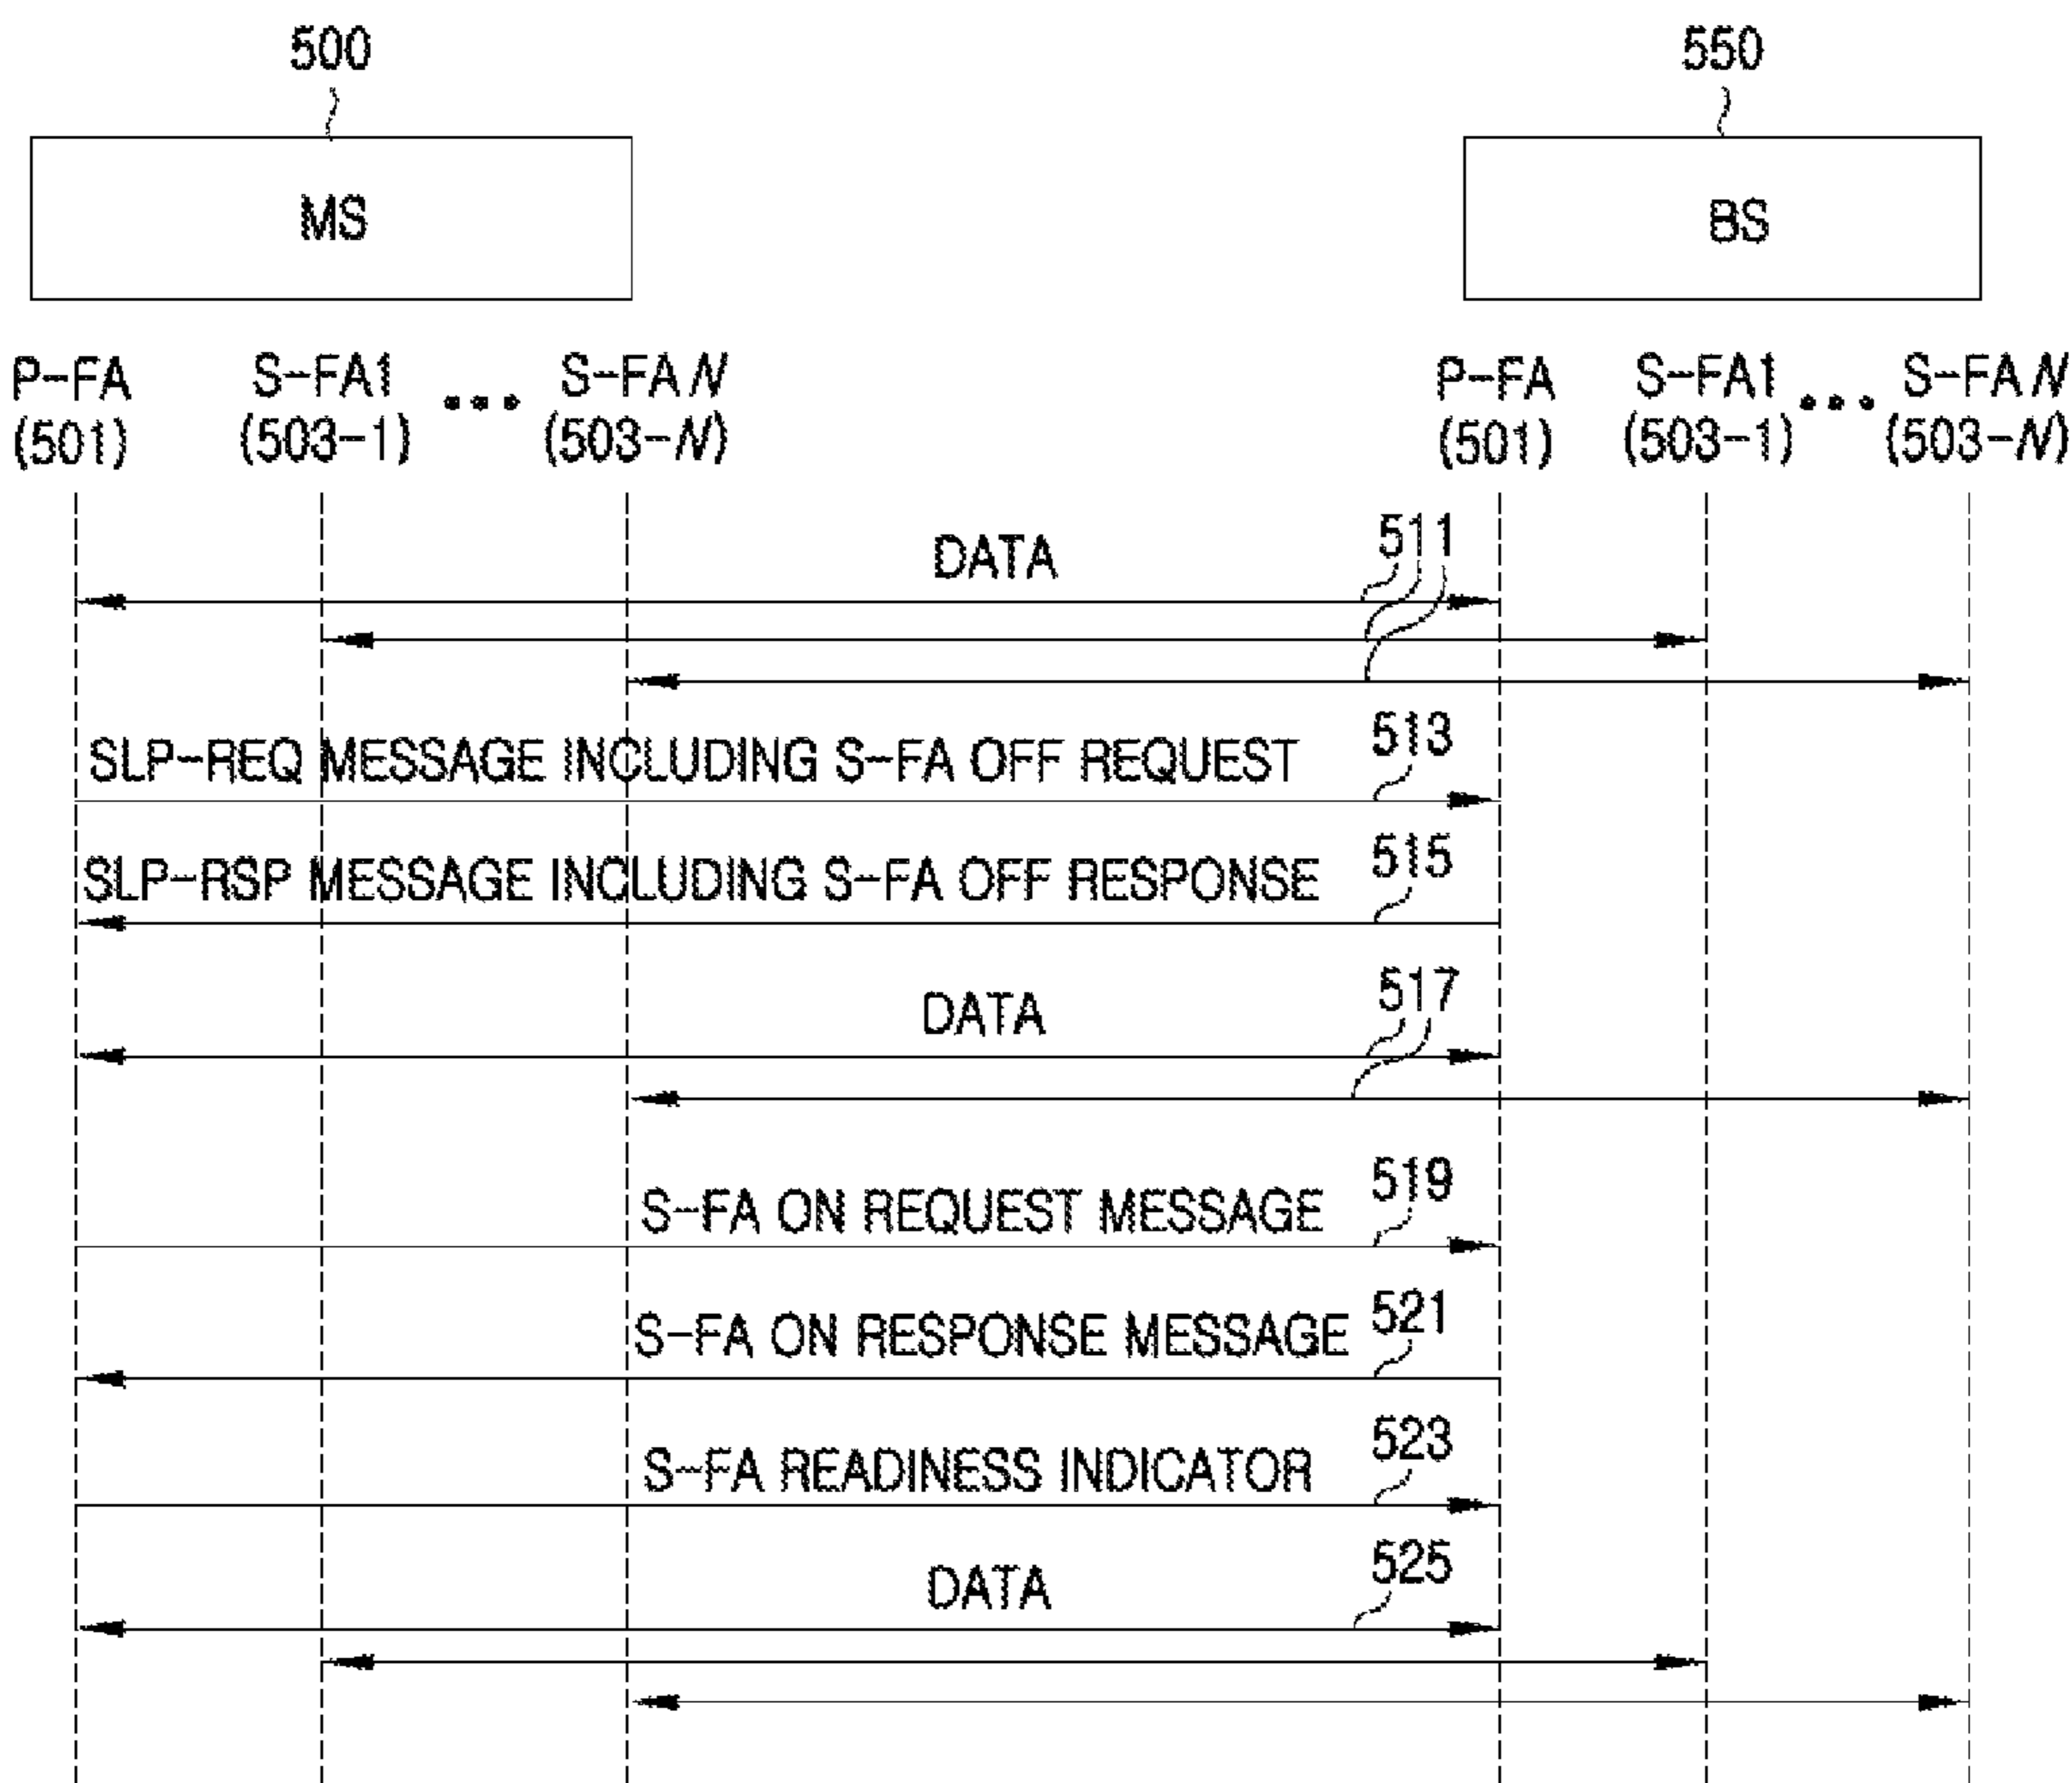 500
550
MS
BS
P-FA S-FA1 ••• S-FA N
(501) (503-1) (503-N)
P-FA S-FA1 ••• S-FA N
(501) (503-1) (503-N)
DATA 511
SLP-REQ MESSAGE INCLUDING S-FA OFF REQUEST 513
SLP-RSP MESSAGE INCLUDING S-FA OFF RESPONSE 515
DATA 517
S-FA ON REQUEST MESSAGE 519
S-FA ON RESPONSE MESSAGE 521
S-FA READINESS INDICATOR 523
DATA 525